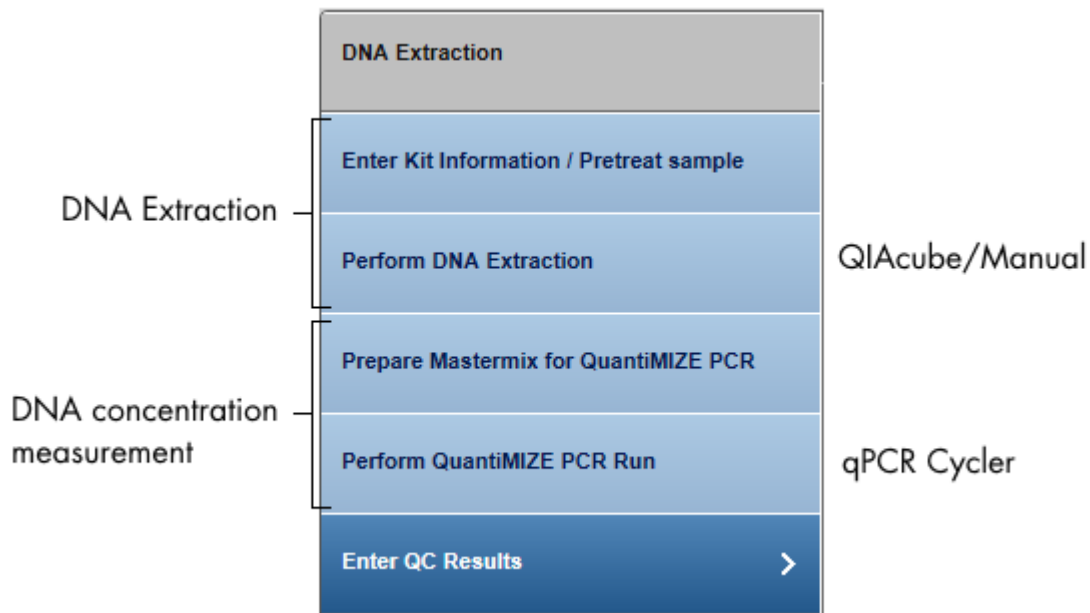 DNA Extraction
Enter Kit Information / Pretreat sample
DNA Extraction
Perform DNA Extraction
QIAcube/Manual
Prepare Mastermix for QuantiMIZE PCR
DNA concentration
measurement
Perform QuantiMIZE PCR Run
qPCR Cycler
Enter QC Results